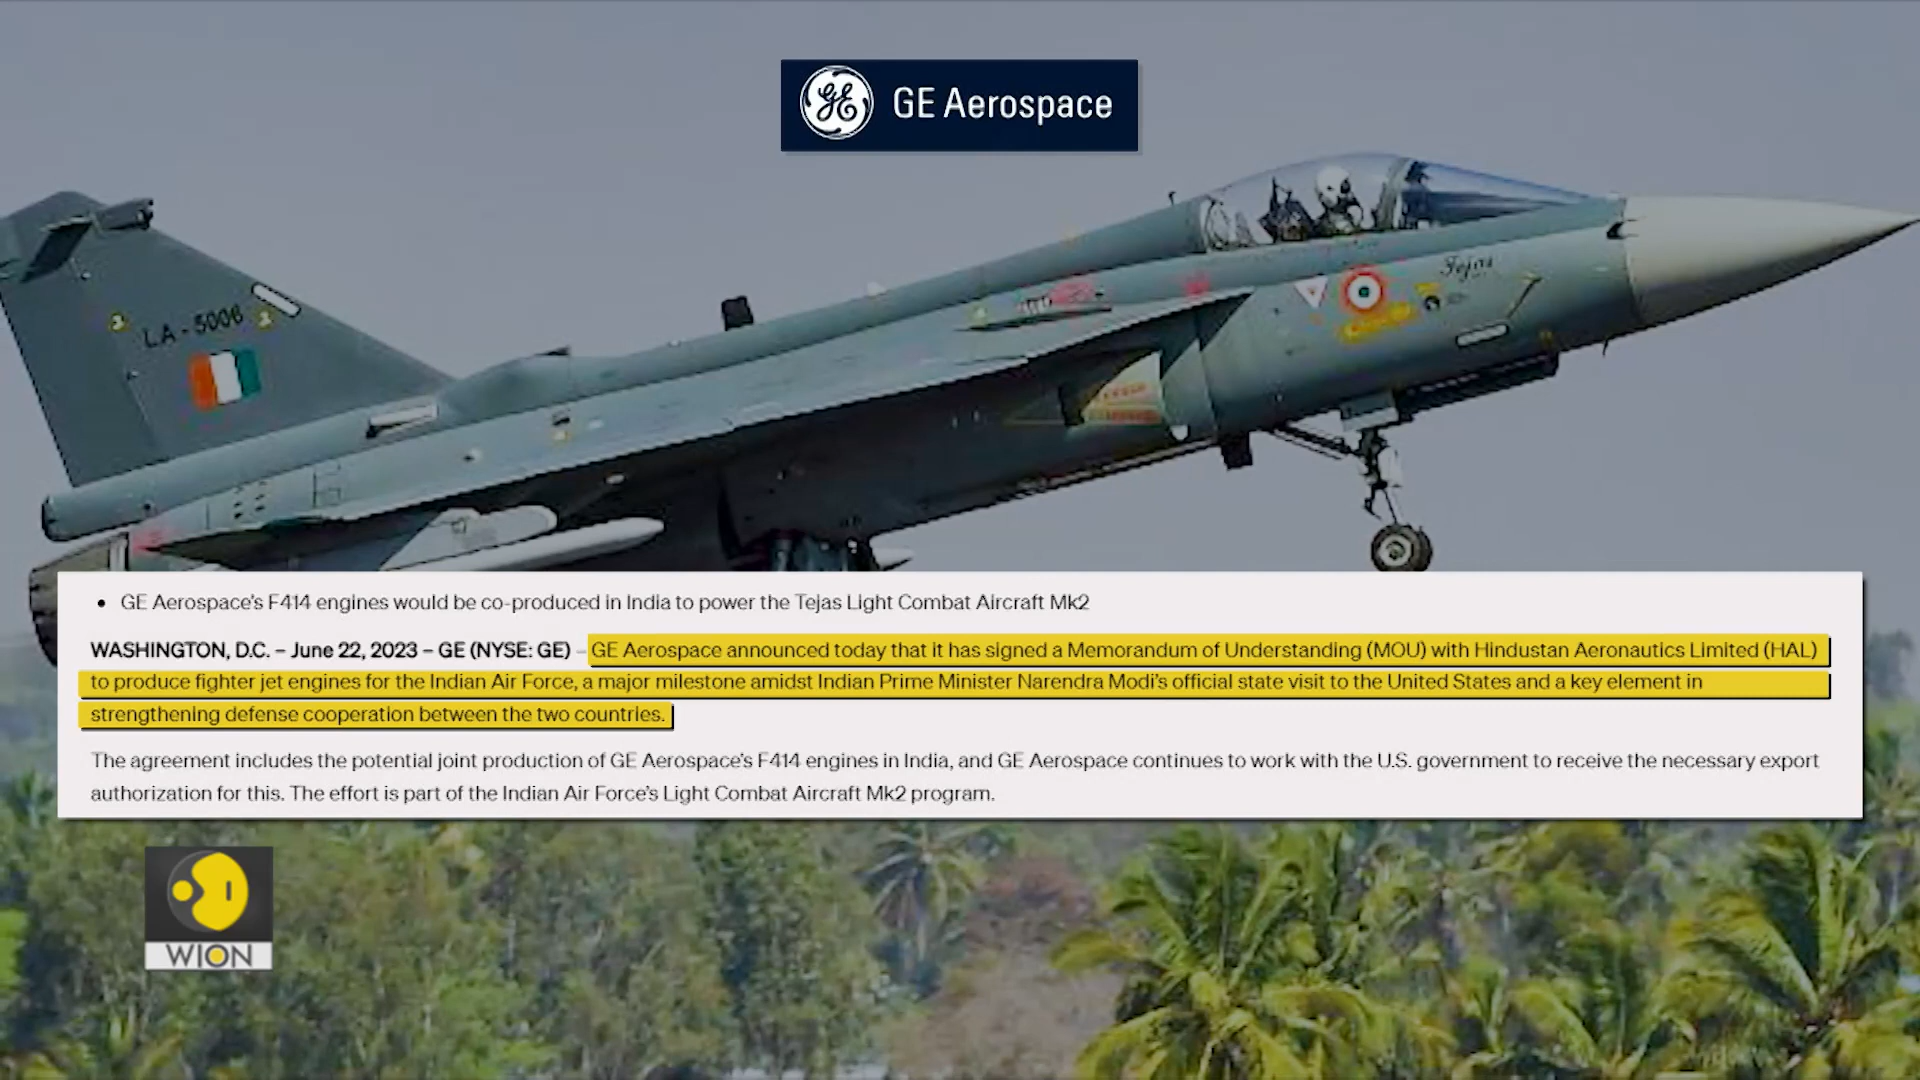 GE Aerospace
Tejas
LA-5006
• GE Aerospace's F414 engines would be co-produced in India to power the Tejas Light Combat Aircraft Mk2
WASHINGTON, D.C. – June 22, 2023 – GE (NYSE: GE) – GE Aerospace announced today that it has signed a Memorandum of Understanding (MOU) with Hindustan Aeronautics Limited (HAL)
to produce fighter jet engines for the Indian Air Force, a major milestone amidst Indian Prime Minister Narendra Modi's official state visit to the United States and a key element in
strengthening defense cooperation between the two countries.
The agreement includes the potential joint production of GE Aerospace's F414 engines in India, and GE Aerospace continues to work with the U.S. government to receive the necessary export
authorization for this. The effort is part of the Indian Air Force's Light Combat Aircraft Mk2 program.
WION